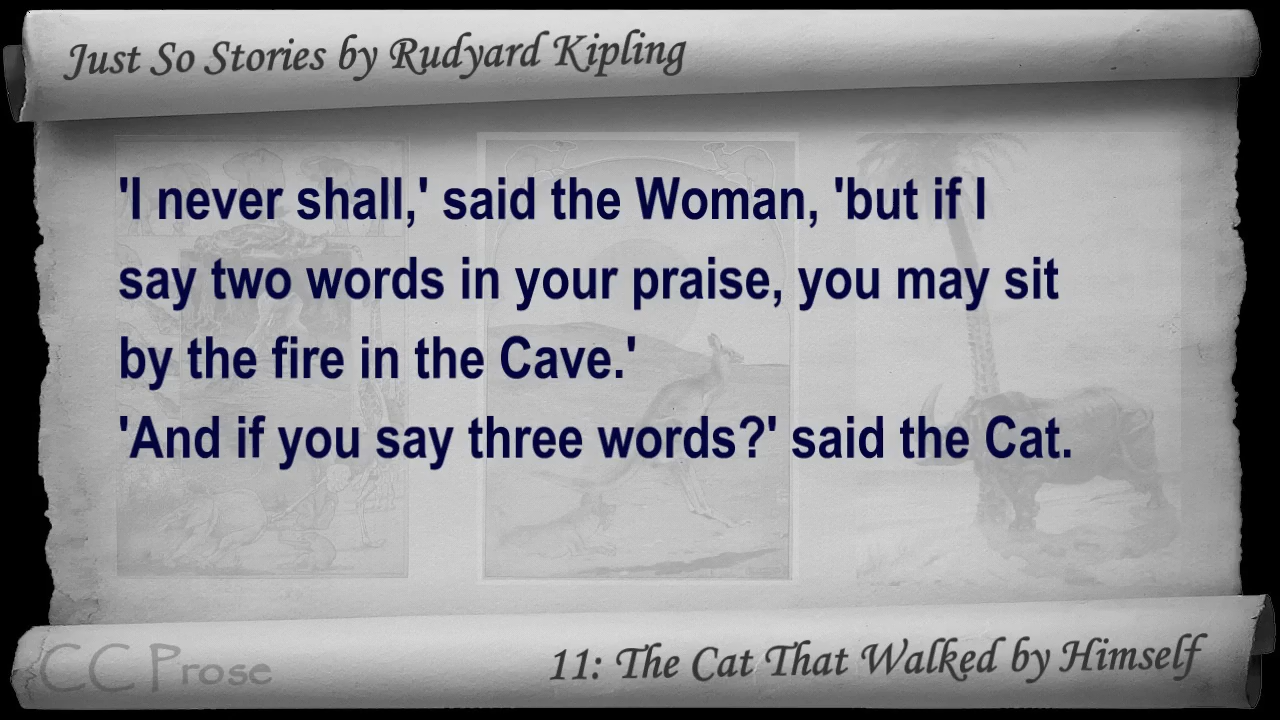 Just So Stories by Rudyard Kipling
'I never shall,' said the Woman, 'but if I
say two words in your praise, you may sit
by the fire in the Cave.'
'And if you say three words?' said the Cat.
CC Prose
11: The Cat That Walked by Himself